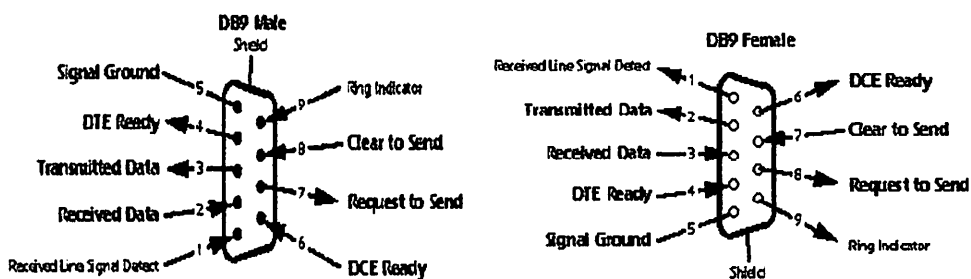 DB9 Male
Shield
Signal Ground
5
9
Ring Indicator
DTE Ready
4
8
Clear to Send
Transmitted Data
3
7
Request to Send
Received Data
2
6
DCE Ready
Received Line Signal Detect
1
DB9 Female
Received Line Signal Detect
1
6
DCE Ready
Transmitted Data
2
7
Clear to Send
Received Data
3
8
Request to Send
DTE Ready
4
9
Ring Indicator
Signal Ground
5
Shield